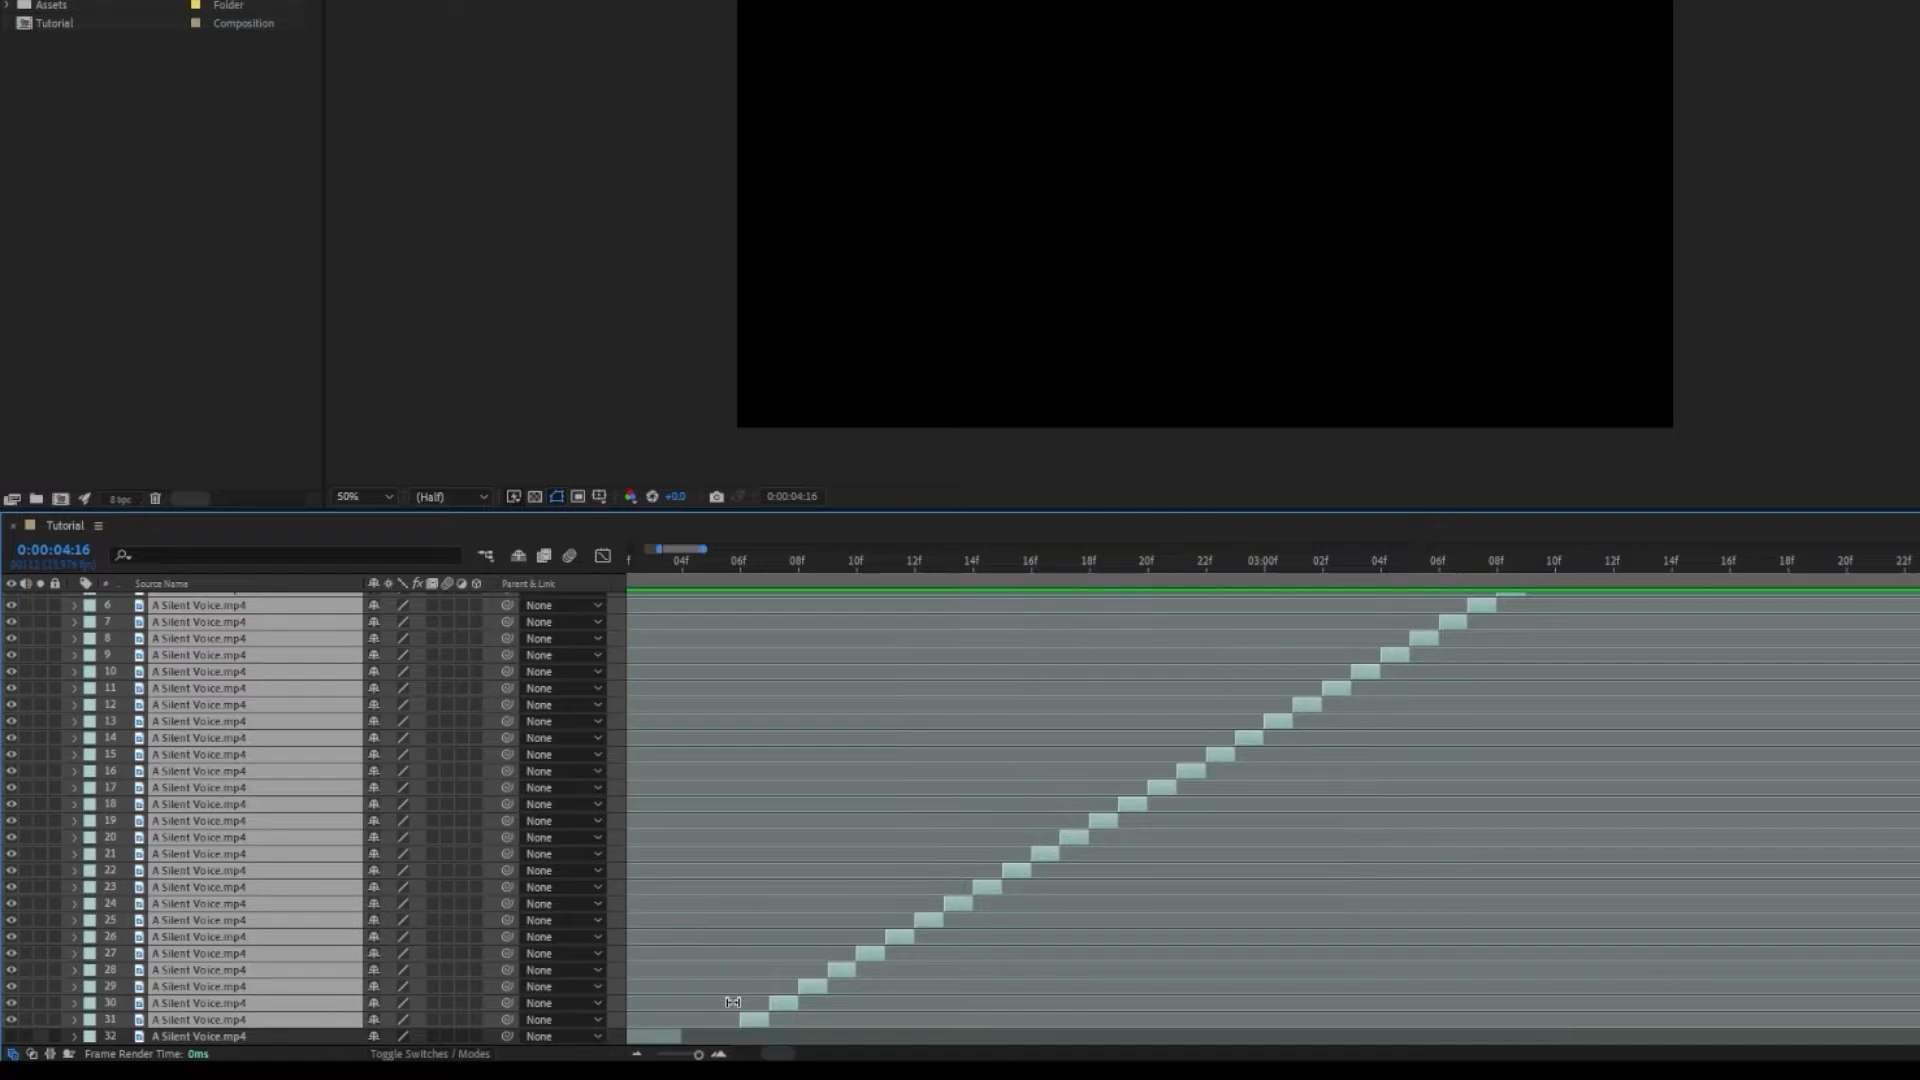 Assets Folder
Tutorial Composition
8 bpc
50% (Half) +0.0 0:00:04:16
Tutorial
0:00:04:16
04f 06f 08f 10f 12f 14f 16f 18f 20f 22f 03:00f 02f 04f 06f 08f 10f 12f 14f 16f 18f 20f 22f
# Source Name fx Parent & Link
6 A Silent Voice.mp4 None
7 A Silent Voice.mp4 None
8 A Silent Voice.mp4 None
9 A Silent Voice.mp4 None
10 A Silent Voice.mp4 None
11 A Silent Voice.mp4 None
12 A Silent Voice.mp4 None
13 A Silent Voice.mp4 None
14 A Silent Voice.mp4 None
15 A Silent Voice.mp4 None
16 A Silent Voice.mp4 None
17 A Silent Voice.mp4 None
18 A Silent Voice.mp4 None
19 A Silent Voice.mp4 None
20 A Silent Voice.mp4 None
21 A Silent Voice.mp4 None
22 A Silent Voice.mp4 None
23 A Silent Voice.mp4 None
24 A Silent Voice.mp4 None
25 A Silent Voice.mp4 None
26 A Silent Voice.mp4 None
27 A Silent Voice.mp4 None
28 A Silent Voice.mp4 None
29 A Silent Voice.mp4 None
30 A Silent Voice.mp4 None
31 A Silent Voice.mp4 None
32 A Silent Voice.mp4 None
Frame Render Time: 0ms Toggle Switches / Modes